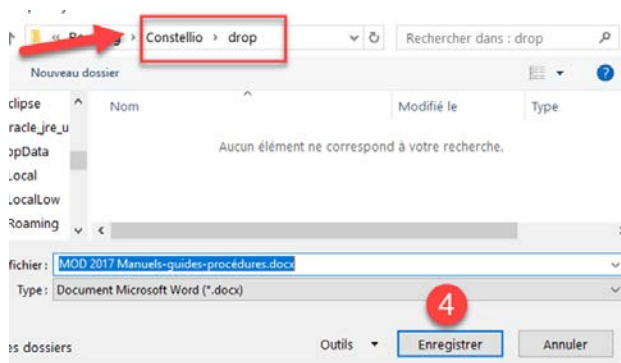 Constellio › drop
Rechercher dans : drop
Nouveau dossier
clipse
Nom
Modifié le
Type
racle_jre_u
ppData
Local
LocalLow
Roaming
Aucun élément ne correspond à votre recherche.
fichier : MOD 2017 Manuels-guides-procédures.docx
Type : Document Microsoft Word (*.docx)
4
es dossiers
Outils
Enregistrer
Annuler